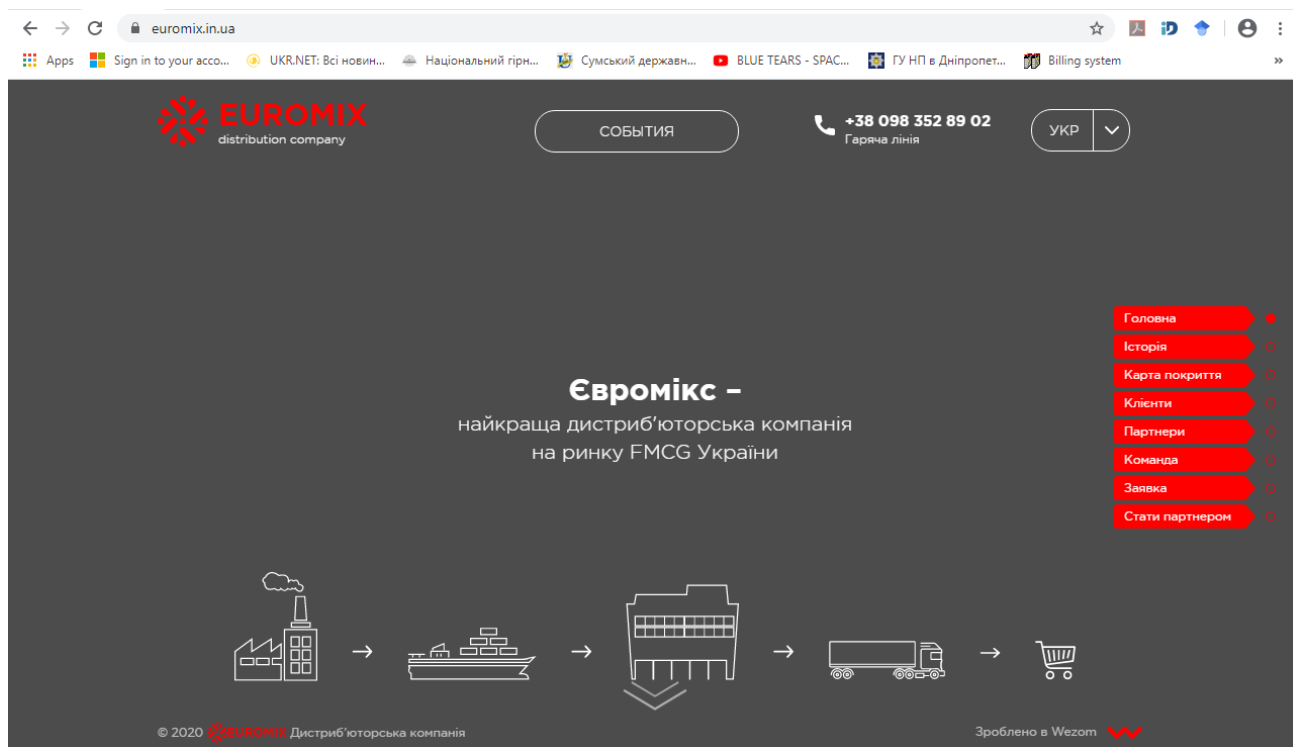 euromix.in.ua
Apps Sign in to your acco... UKR.NET: Всі новин... Національний гірн... Сумський державн... BLUE TEARS - SPAC... ГУ НП в Дніпропет... Billing system »
EUROMIX
distribution company
СОБЫТИЯ
+38 098 352 89 02
Гаряча лінія
УКР
Головна
Історія
Карта покриття
Клієнти
Партнери
Команда
Заявка
Стати партнером
Євромікс –
найкраща дистриб'юторська компанія
на ринку FMCG України
© 2020 EUROMIX Дистриб'юторська компанія
Зроблено в Wezom